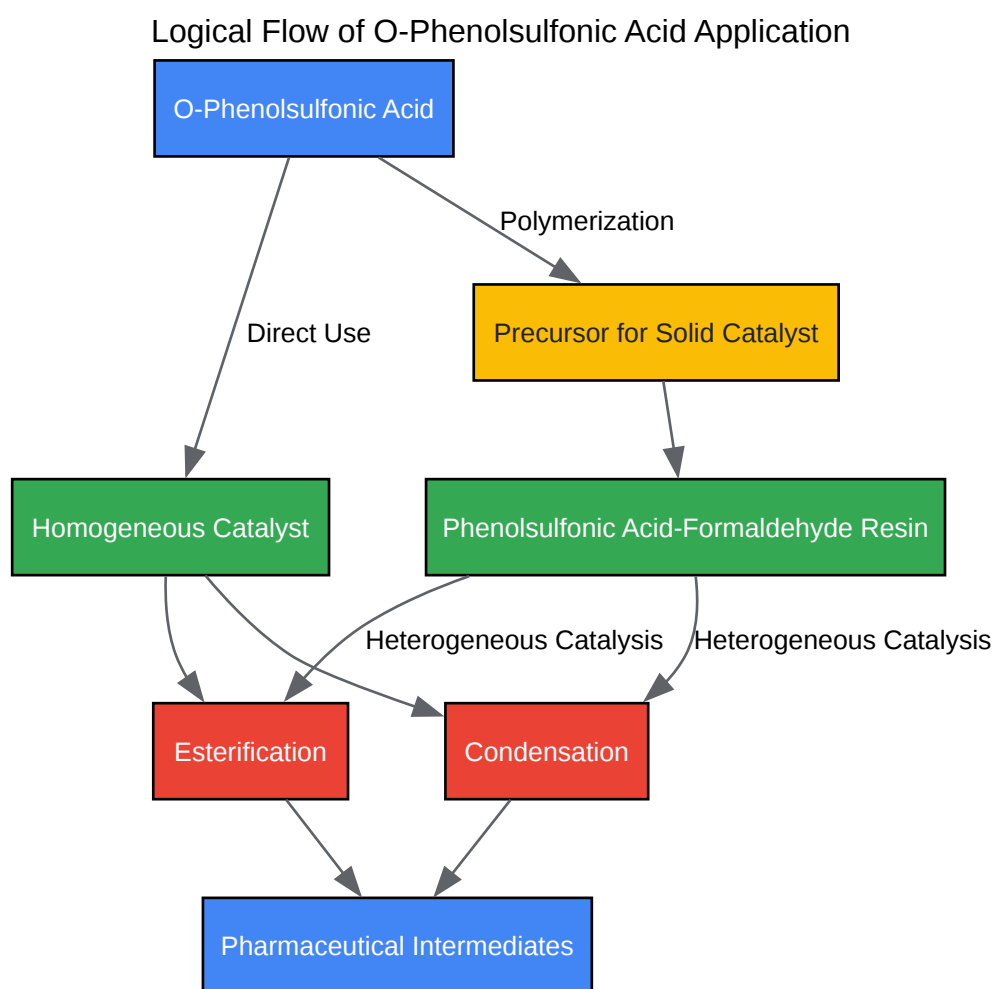 Logical Flow of O-Phenolsulfonic Acid Application
O-Phenolsulfonic Acid
Polymerization
Direct Use
Precursor for Solid Catalyst
Homogeneous Catalyst
Phenolsulfonic Acid-Formaldehyde Resin
Heterogeneous Catalysis
Heterogeneous Catalysis
Esterification
Condensation
Pharmaceutical Intermediates